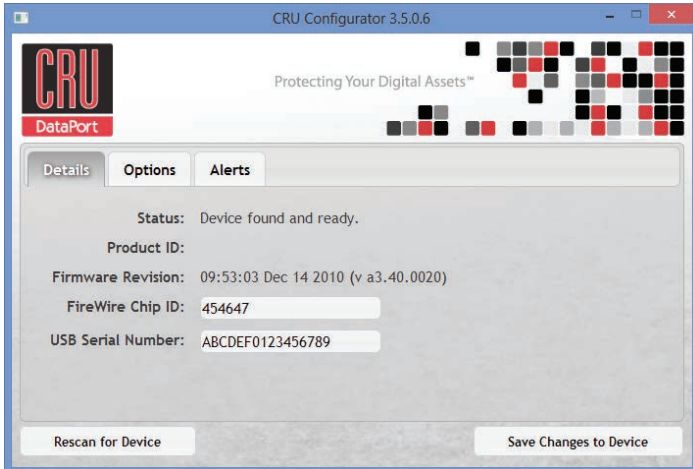 CRU Configurator 3.5.0.6
CRU
DataPort
Protecting Your Digital Assets™
Details Options Alerts
Status: Device found and ready.
Product ID:
Firmware Revision: 09:53:03 Dec 14 2010 (v a3.40.0020)
FireWire Chip ID: 454647
USB Serial Number: ABCDEF0123456789
Rescan for Device Save Changes to Device